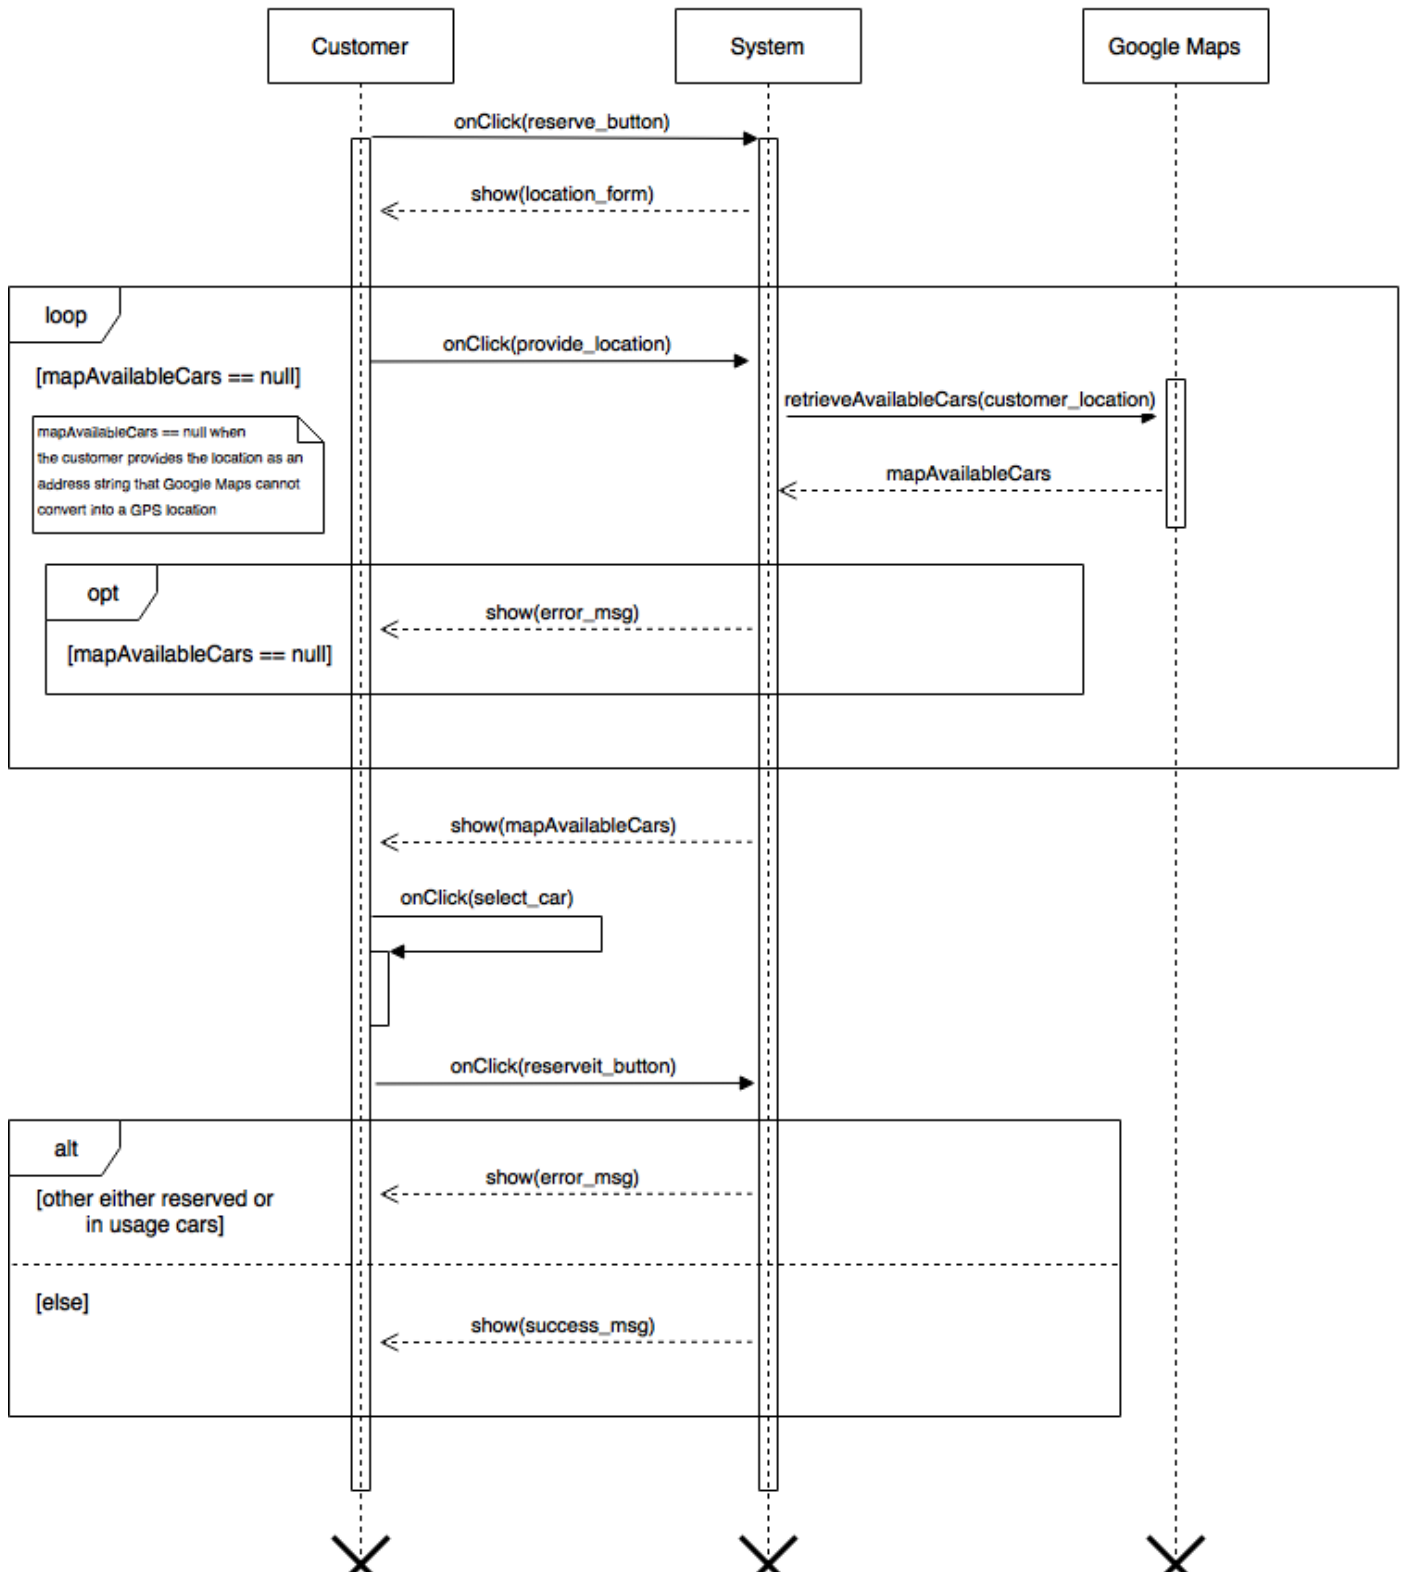 Customer
System
Google Maps
onClick(reserve_button)
show(location_form)
loop
onClick(provide_location)
[mapAvailableCars == null]
retrieveAvailableCars(customer_location)
mapAvailableCars == null when
the customer provides the location as an
address string that Google Maps cannot
convert into a GPS location
mapAvailableCars
opt
show(error_msg)
[mapAvailableCars == null]
show(mapAvailableCars)
onClick(select_car)
onClick(reserveit_button)
alt
show(error_msg)
[other either reserved or
in usage cars]
[else]
show(success_msg)